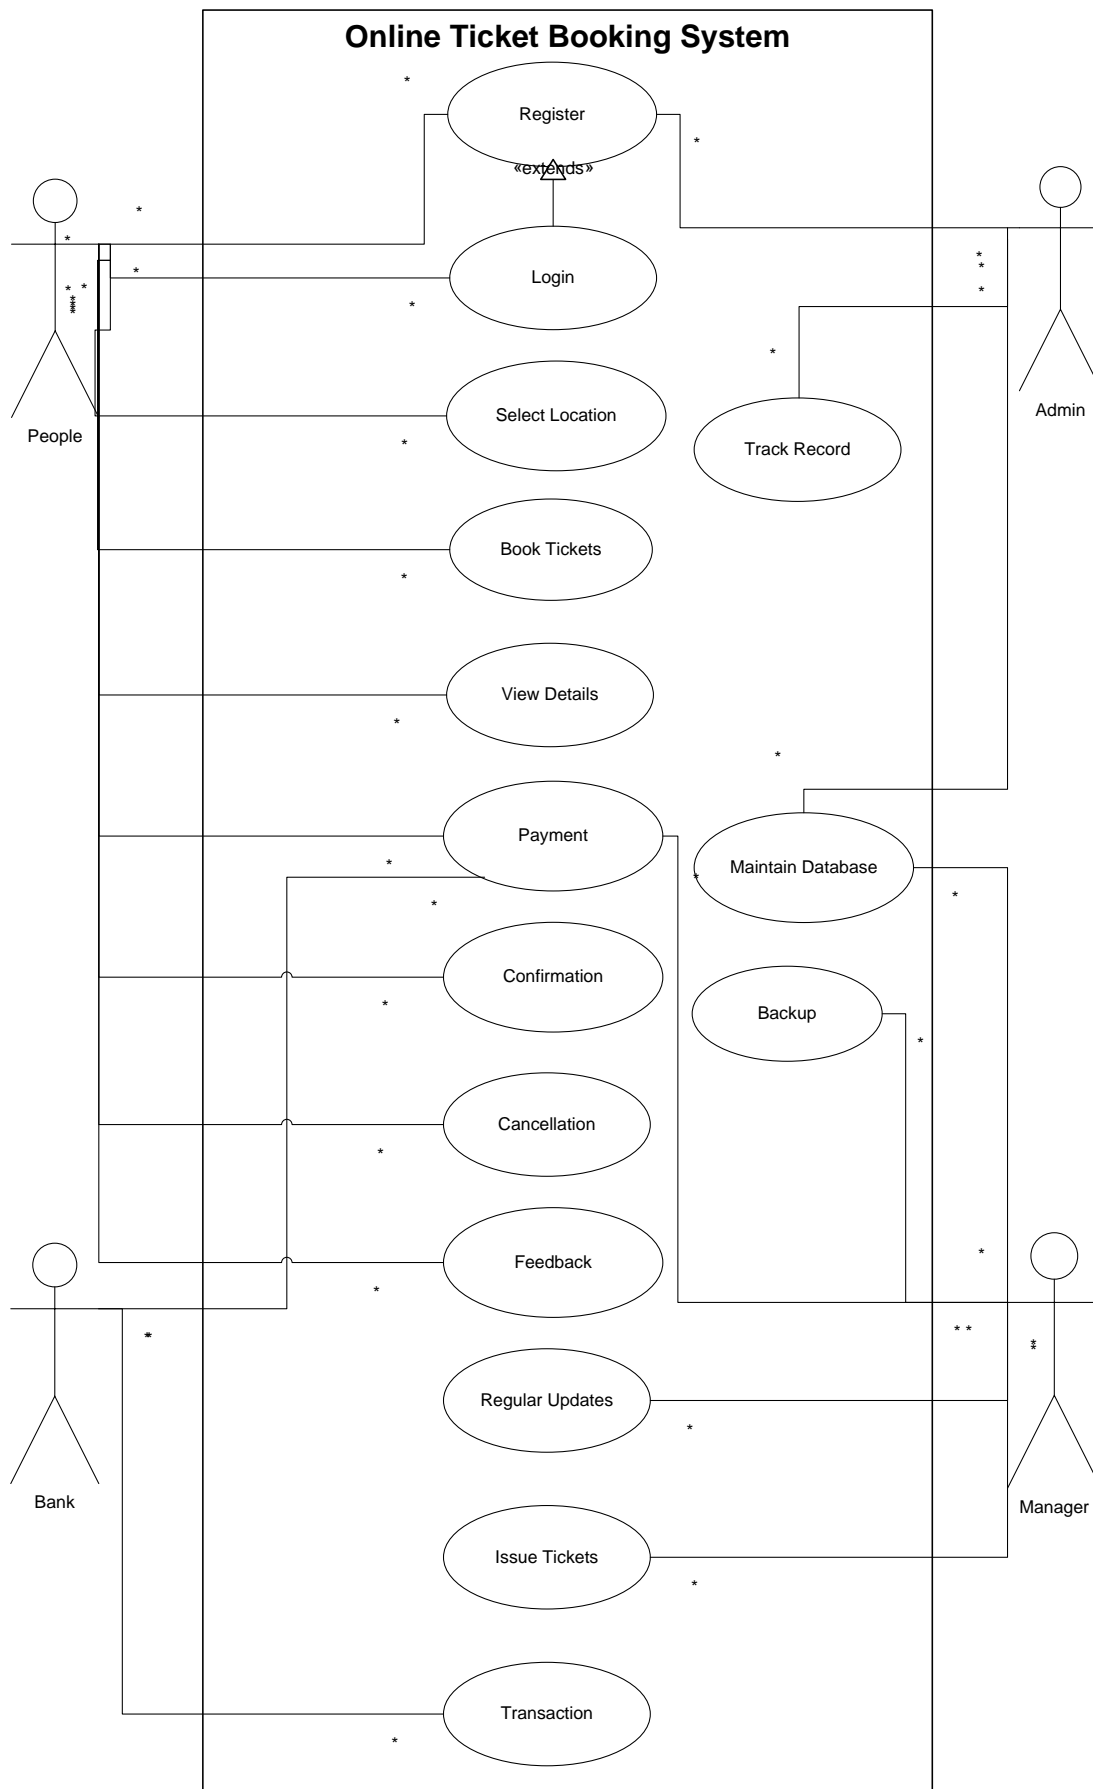 Online Ticket Booking System
*
Register
*
«extends»
*
*
*
Login
*
*
*
*
*
*
*
*
*
*
*
*
*
People
Select Location
*
Admin
Track Record
Book Tickets
*
View Details
*
*
Payment
*
*
*
Maintain Database
*
Confirmation
*
Backup
*
Cancellation
*
Feedback
*
*
*
*
*
*
*
*
Bank
Regular Updates
*
Manager
Issue Tickets
*
Transaction
*